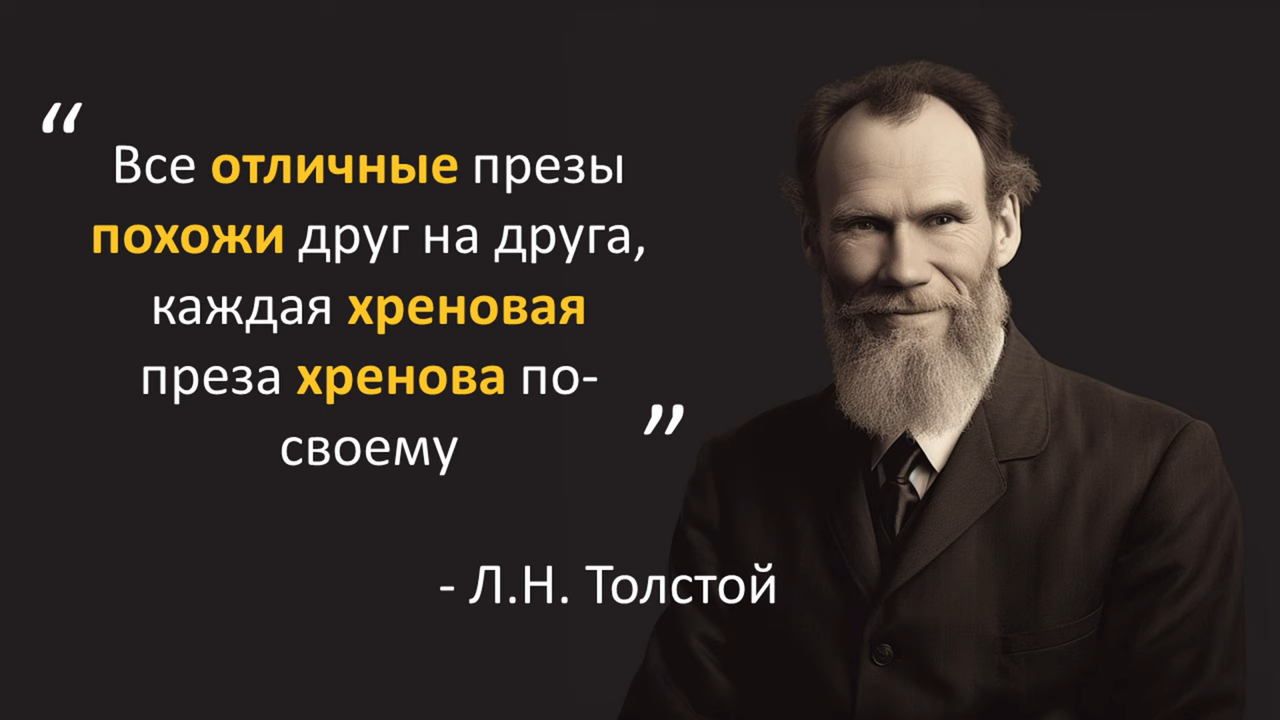 “
Все отличные презы
похожи друг на друга,
каждая хреновая
преза хренова по-
своему
”
- Л.Н. Толстой